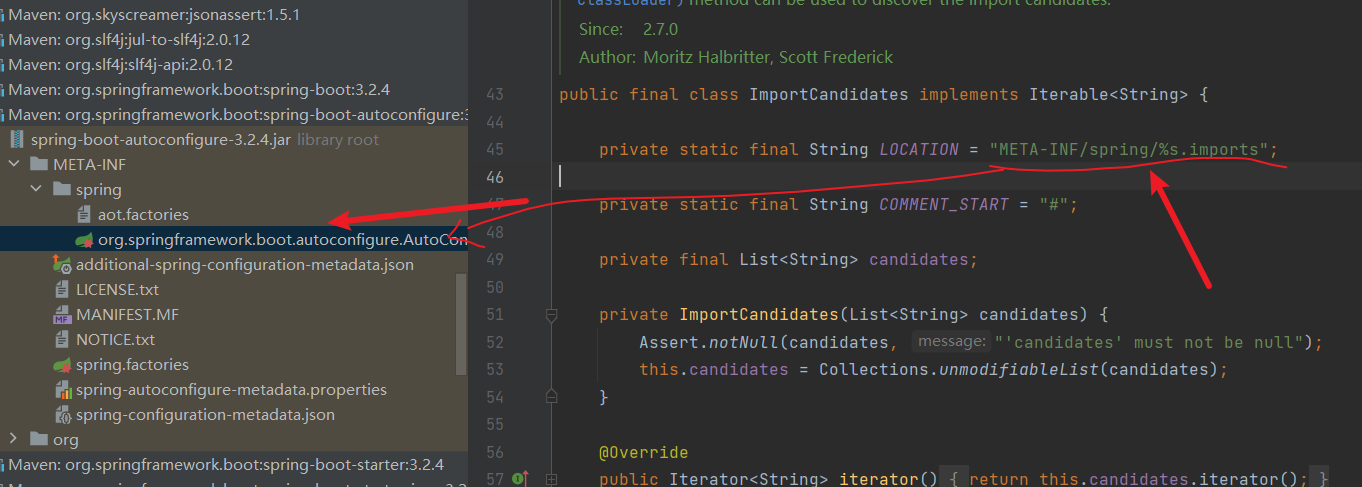 Maven: org.skyscreamer:jsonassert:1.5.1
Maven: org.slf4j:jul-to-slf4j:2.0.12
Maven: org.slf4j:slf4j-api:2.0.12
Maven: org.springframework.boot:spring-boot:3.2.4
Maven: org.springframework.boot:spring-boot-autoconfigure:3
spring-boot-autoconfigure-3.2.4.jar library root
META-INF
spring
aot.factories
org.springframework.boot.autoconfigure.AutoCon
additional-spring-configuration-metadata.json
LICENSE.txt
MF MANIFEST.MF
NOTICE.txt
spring.factories
spring-autoconfigure-metadata.properties
spring-configuration-metadata.json
org
Maven: org.springframework.boot:spring-boot-starter:3.2.4
ClassLoader) method can be used to discover the import candidates.
Since: 2.7.0
Author: Moritz Halbritter, Scott Frederick
43 public final class ImportCandidates implements Iterable<String> {
44
45 private static final String LOCATION = "META-INF/spring/%s.imports";
46
47 private static final String COMMENT_START = "#";
48
49 private final List<String> candidates;
50
51 private ImportCandidates(List<String> candidates) {
52 Assert.notNull(candidates, message: "'candidates' must not be null");
53 this.candidates = Collections.unmodifiableList(candidates);
54 }
55
56 @Override
57 public Iterator<String> iterator() { return this.candidates.iterator(); }